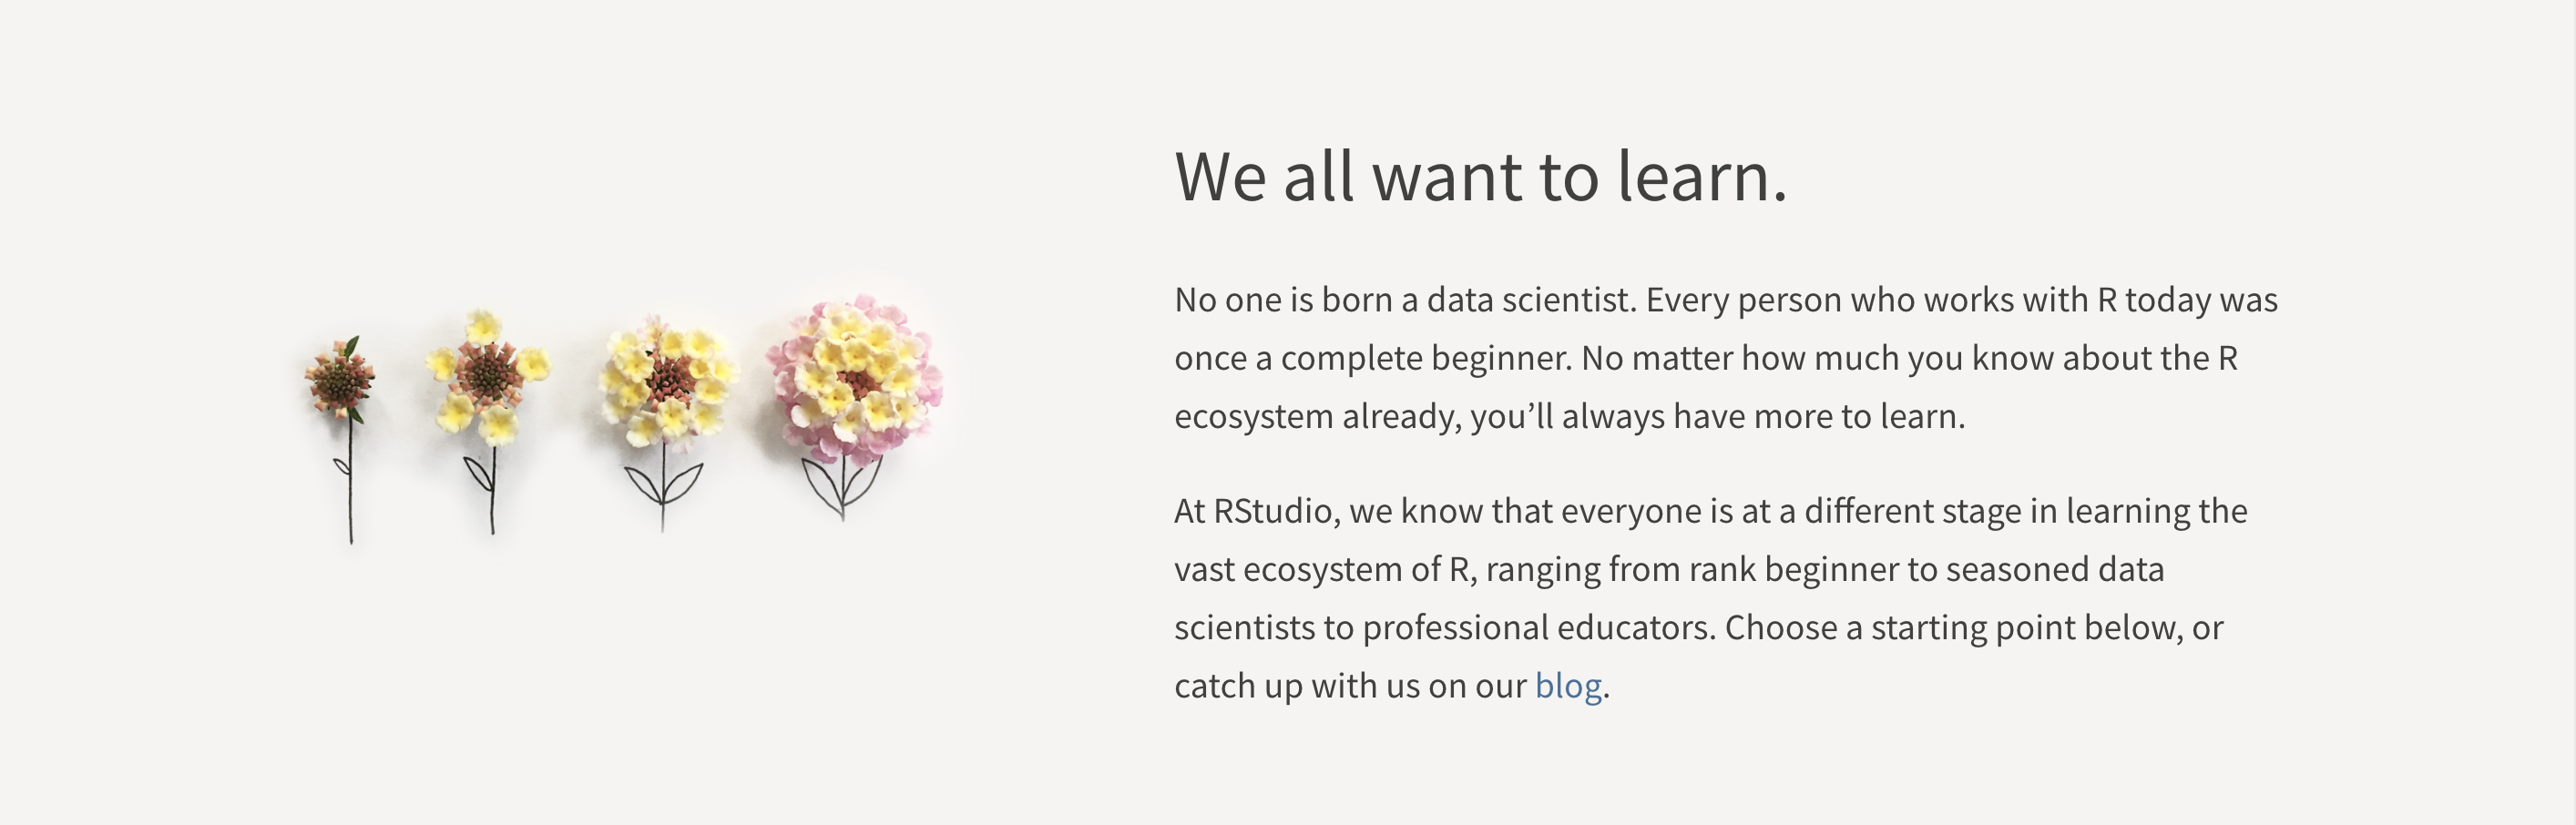 We all want to learn.
No one is born a data scientist. Every person who works with R today was
once a complete beginner. No matter how much you know about the R
ecosystem already, you’ll always have more to learn.
At RStudio, we know that everyone is at a different stage in learning the
vast ecosystem of R, ranging from rank beginner to seasoned data
scientists to professional educators. Choose a starting point below, or
catch up with us on our blog.